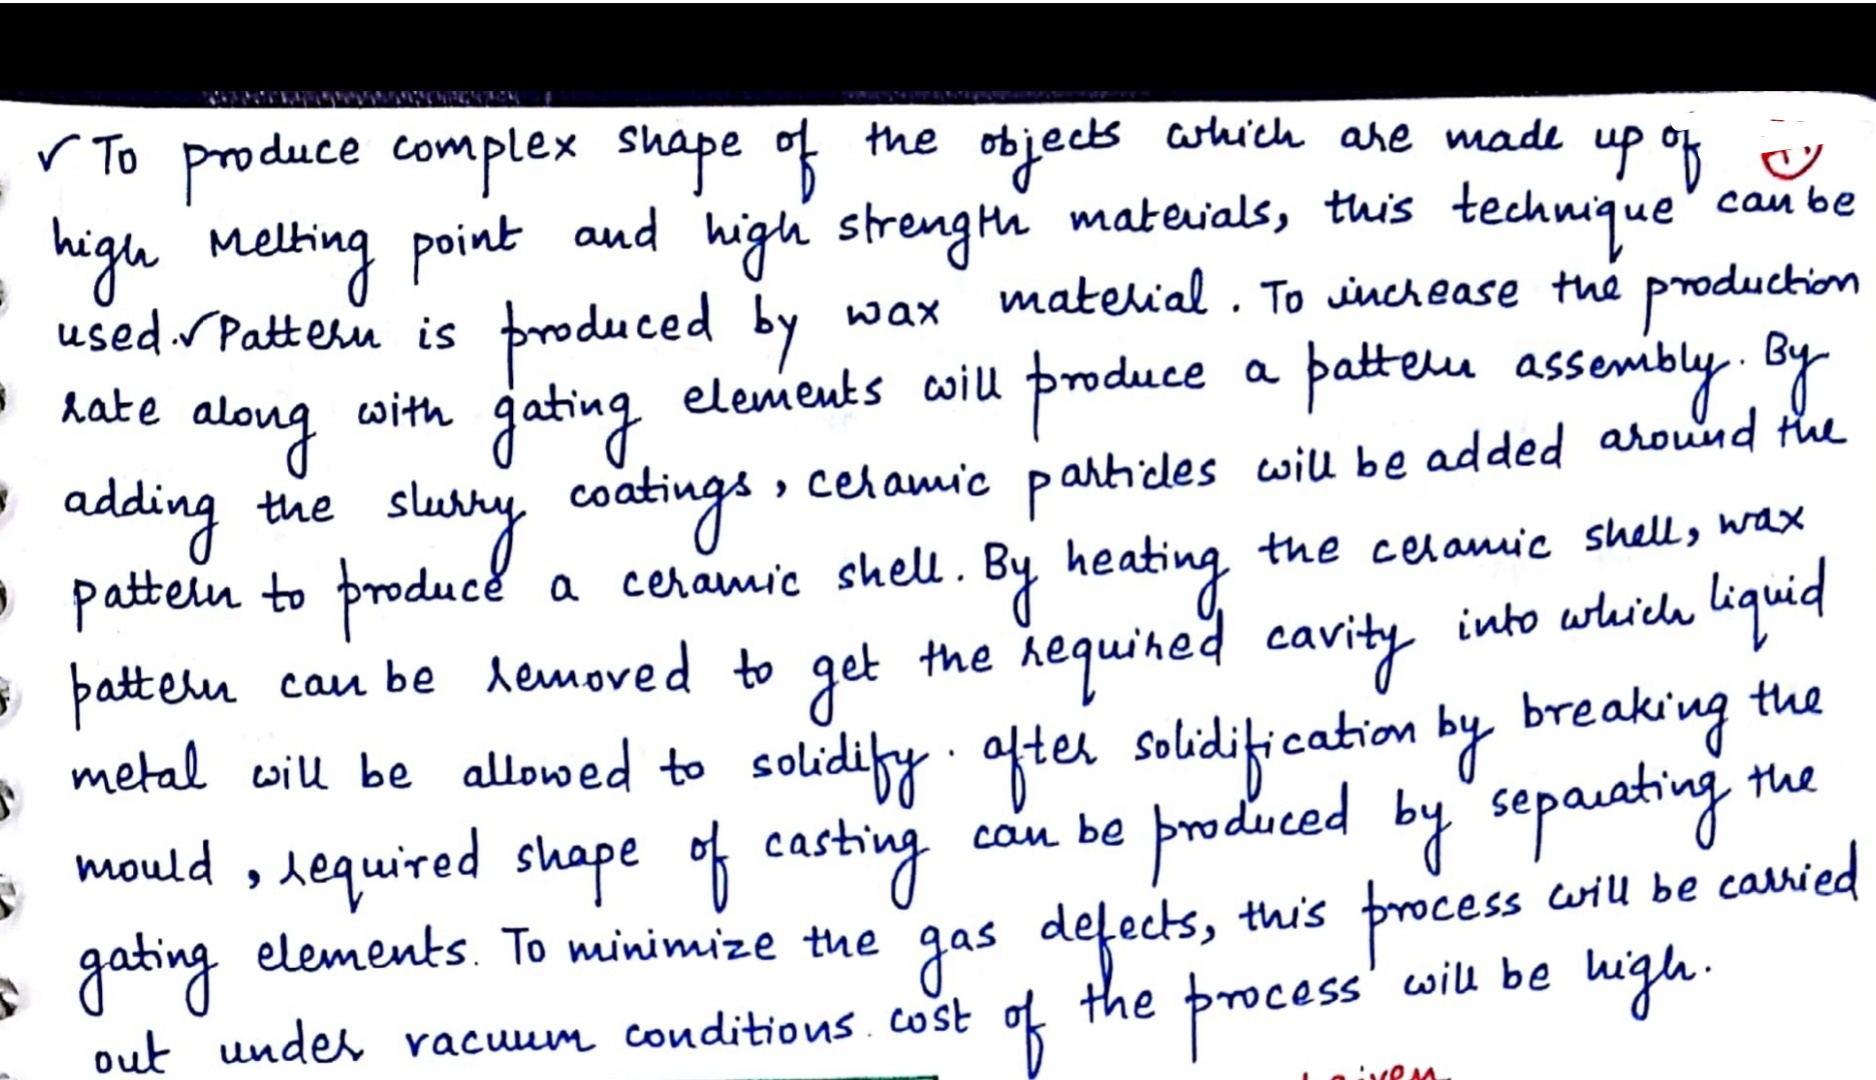 ✓ To produce complex shape of the objects which are made up of
high Melting point and high strength materials, this technique can be
used. ✓ Pattern is produced by wax material. To increase the production
rate along with gating elements will produce a pattern assembly. By
adding the slurry coatings, ceramic particles will be added around the
pattern to produce a ceramic shell. By heating the ceramic shell, wax
pattern can be removed to get the required cavity into which liquid
metal will be allowed to solidify. after solidification by breaking the
mould, required shape of casting can be produced by separating the
gating elements. To minimize the gas defects, this process will be carried
out under vacuum conditions. cost of the process will be high.